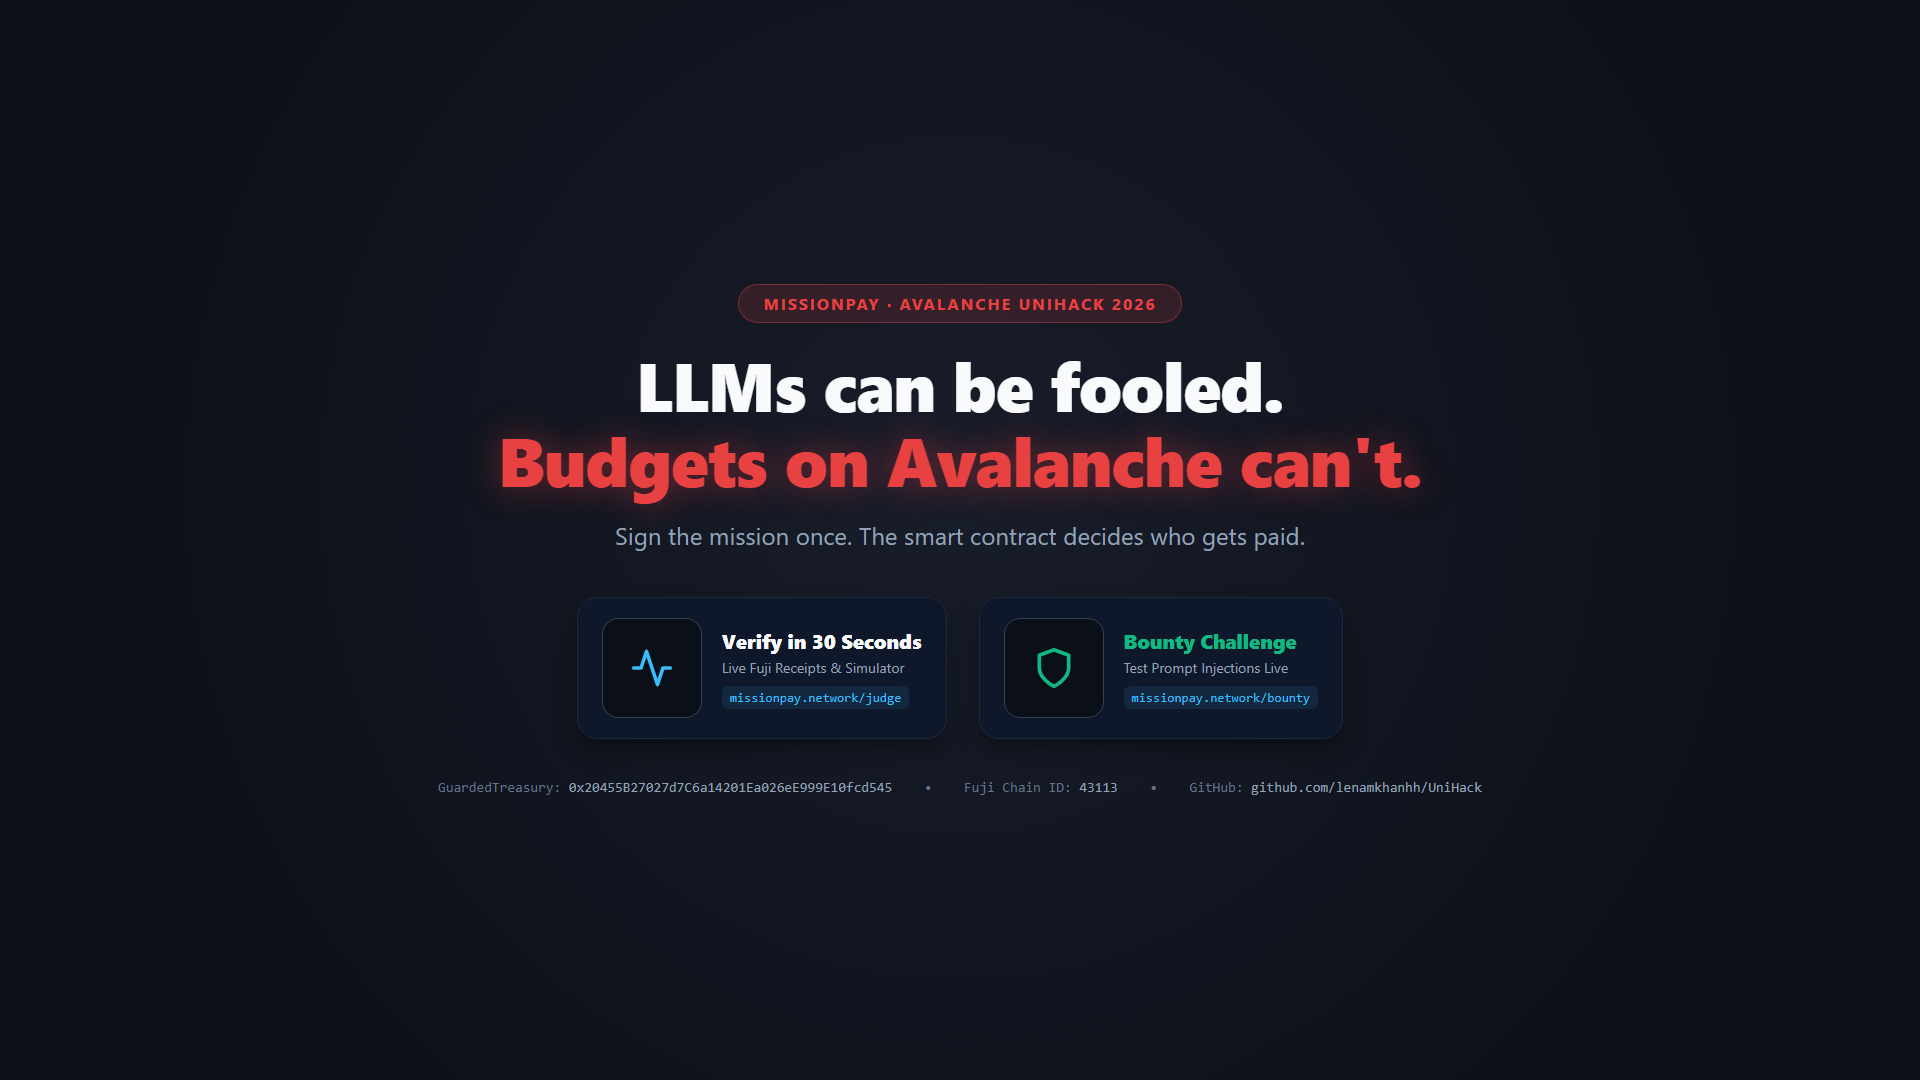 MISSIONPAY · AVALANCHE UNIHACK 2026
LLMs can be fooled.
Budgets on Avalanche can't.
Sign the mission once. The smart contract decides who gets paid.
Verify in 30 Seconds
Live Fuji Receipts & Simulator
missionpay.network/judge
Bounty Challenge
Test Prompt Injections Live
missionpay.network/bounty
GuardedTreasury: 0x20455B27027d7C6a14201Ea026eE999E10fcd545 • Fuji Chain ID: 43113 • GitHub: github.com/lenamkhanhh/UniHack